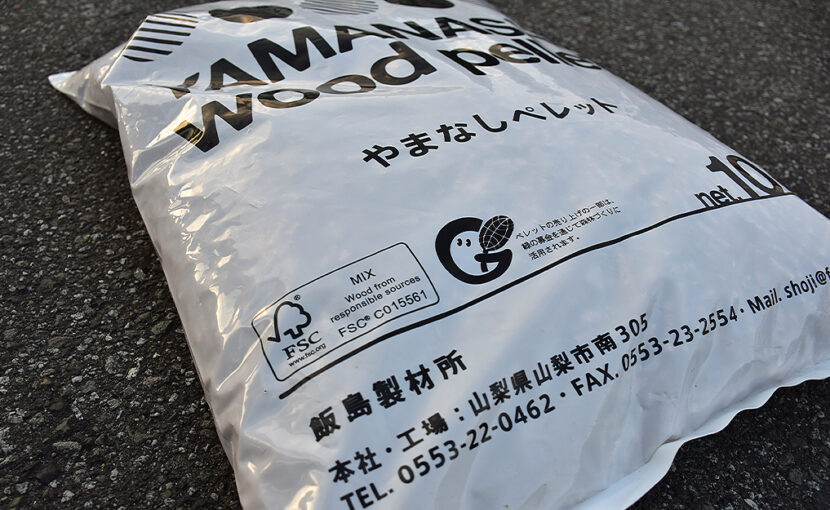 YAMANAS
wood pelle
やまなしペレット
net.10
ペレットの売り上げの一部は、
緑の募金を通じて森林づくりに
活用されます。
MIX
Wood from
responsible sources
FSC® C015561
FSC
www.fsc.org
飯島製材所
本社・工場：山梨県山梨市南305
TEL. 0553-22-0462・FAX. 0553-23-2554・Mail. shoji@f